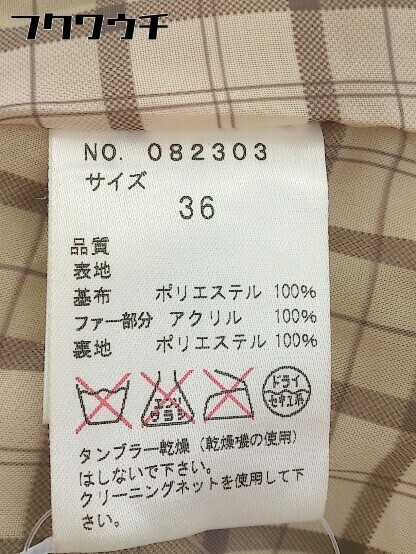 フクワウチ
NO. 082303
サイズ
36
品質
表地
基布 ポリエステル 100%
ファー部分 アクリル 100%
裏地 ポリエステル 100%
エンソ
サラシ
ドライ
セキユ系
タンブラー乾燥(乾燥機の使用)
はしないで下さい。
クリーニングネットを使用して下
さい。